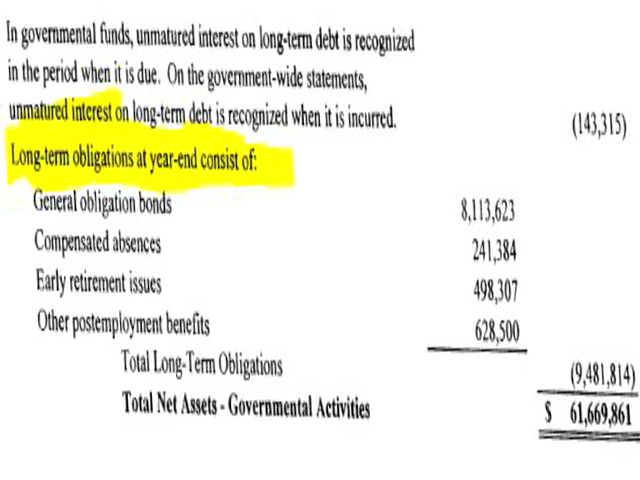 In governmental funds, unmatured interest on long-term debt is recognized
in the period when it is due. On the government-wide statements,
unmatured interest on long-term debt is recognized when it is incurred. (143,315)
Long-term obligations at year-end consist of:
General obligation bonds 8,113,623
Compensated absences 241,384
Early retirement issues 498,307
Other postemployment benefits 628,500
Total Long-Term Obligations (9,481,814)
Total Net Assets - Governmental Activities $ 61,669,861